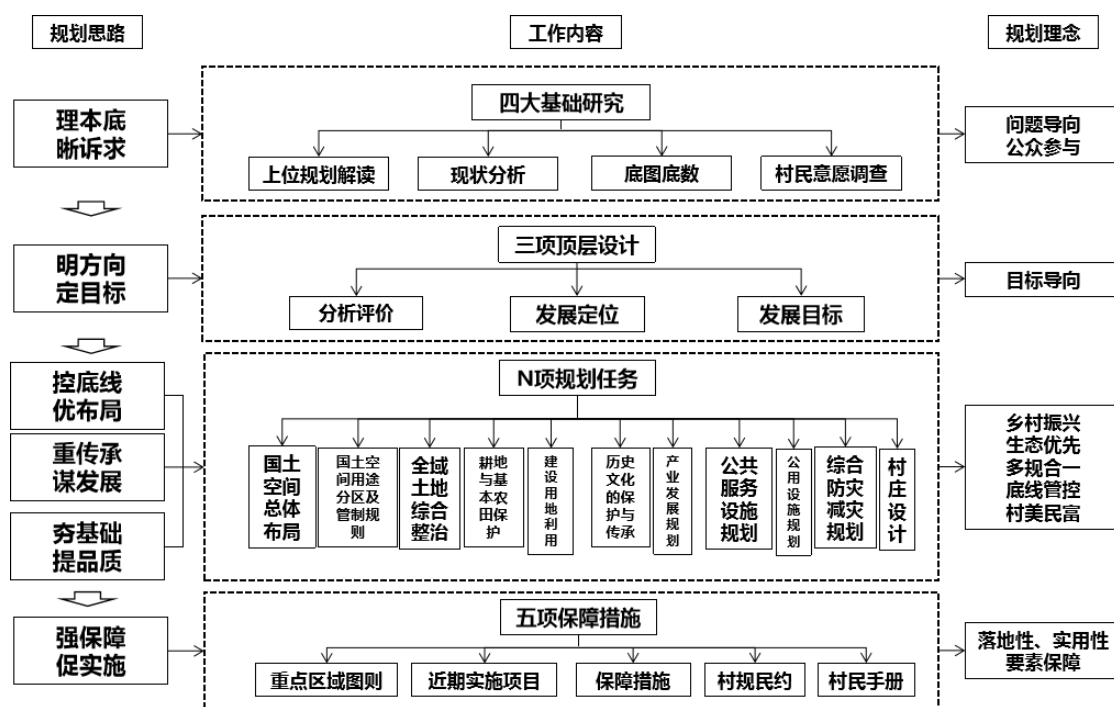 规划思路
工作内容
规划理念
理本底
晰诉求
四大基础研究
上位规划解读
现状分析
底图底数
村民意愿调查
问题导向
公众参与
明方向
定目标
三项顶层设计
分析评价
发展定位
发展目标
目标导向
控底线
优布局
重传承
谋发展
夯基础
提品质
N项规划任务
国土
空间
总体
布局
国土空
间用途
分区及
管制规
则
全域
土地
综合
整治
耕地
与基
本农
田保
护
建
设
用
地
利
用
历史
文化
的保
护与
传承
产
业
发
展
规
划
公共
服务
设施
规划
公
用
设
施
规
划
综合
防灾
减灾
规划
村
庄
设
计
乡村振兴
生态优先
多规合一
底线管控
村美民富
强保障
促实施
五项保障措施
重点区域图则
近期实施项目
保障措施
村规民约
村民手册
落地性、实用性
要素保障